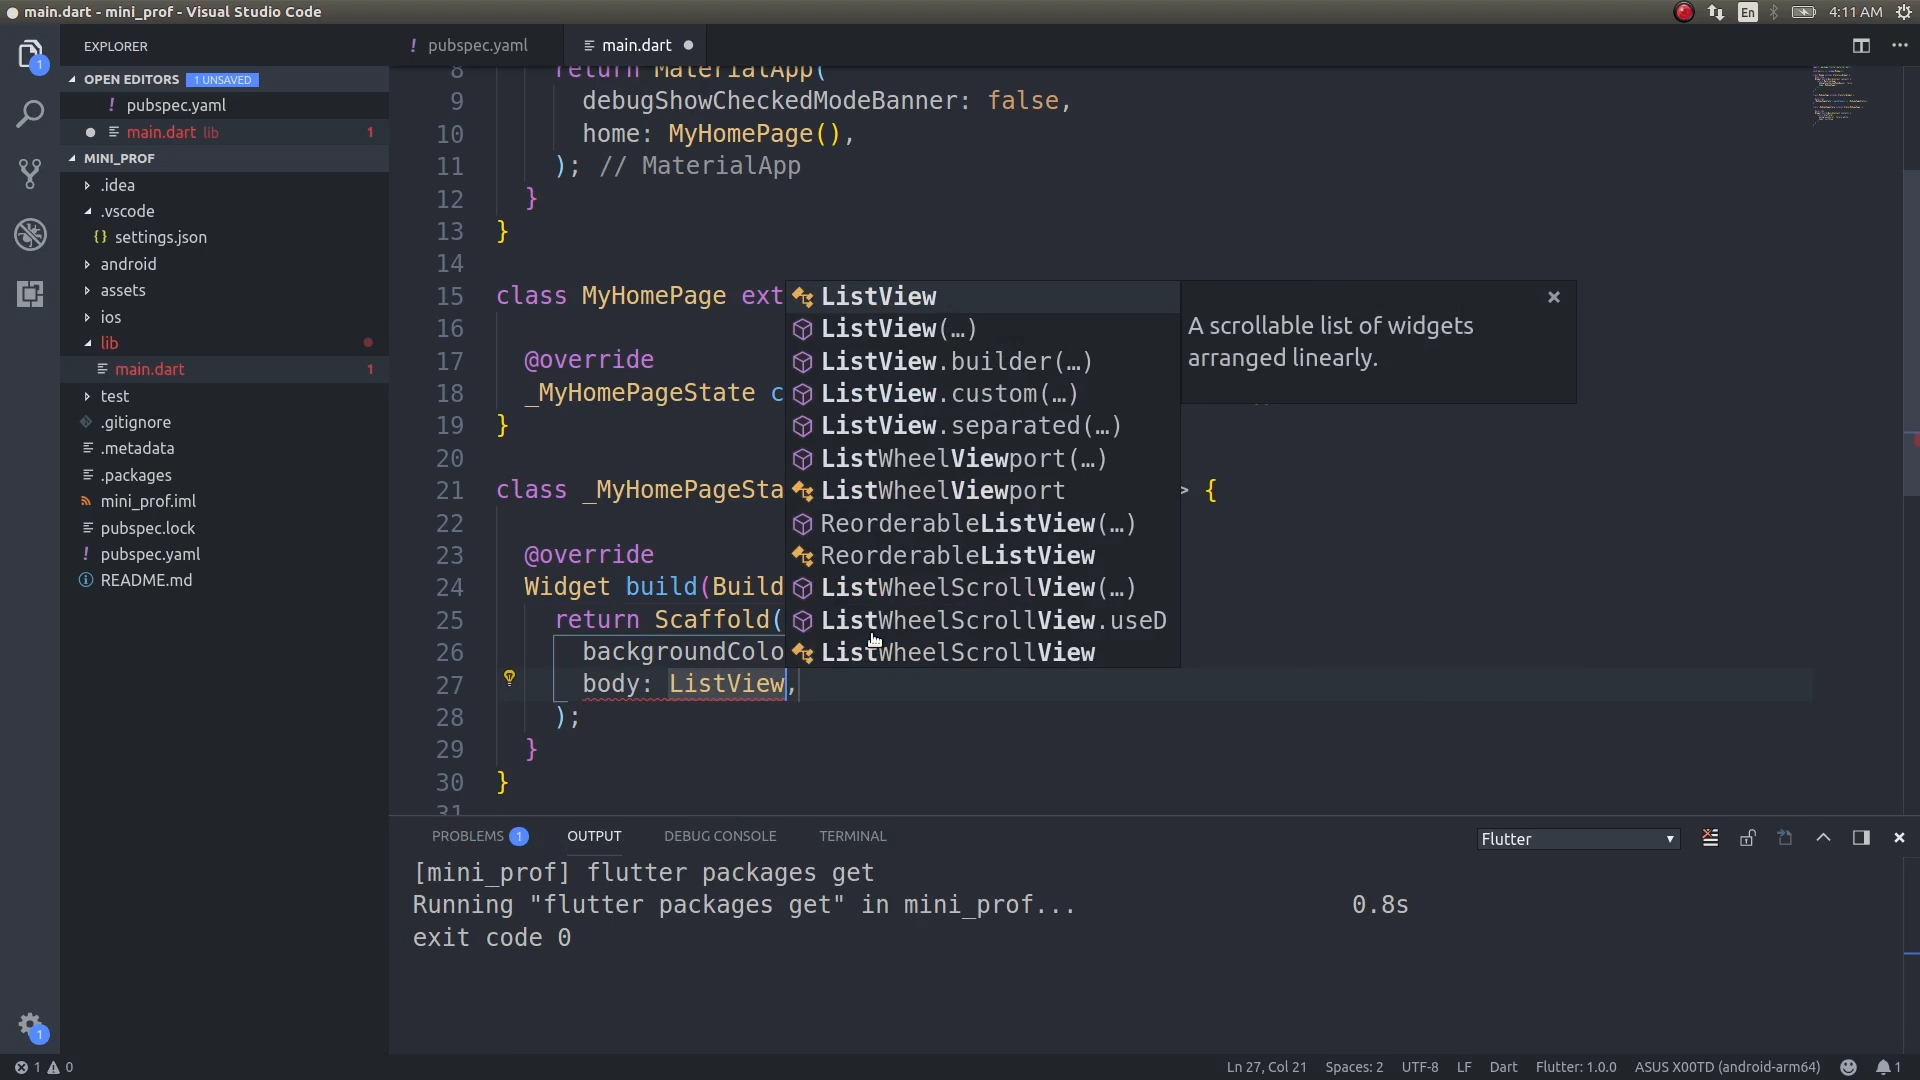 main.dart - mini_prof - Visual Studio Code
En
4:11 AM
EXPLORER
OPEN EDITORS 1 UNSAVED
! pubspec.yaml
main.dart lib 1
MINI_PROF
.idea
.vscode
{} settings.json
android
assets
ios
lib
main.dart 1
test
.gitignore
.metadata
.packages
mini_prof.iml
pubspec.lock
! pubspec.yaml
README.md
1
1
! pubspec.yaml
main.dart
8 return MaterialApp(
9 debugShowCheckedModeBanner: false,
10 home: MyHomePage(),
11 ); // MaterialApp
12 }
13 }
14
15 class MyHomePage ext
16
17 @override
18 _MyHomePageState c
19 }
20
21 class _MyHomePageSta > {
22
23 @override
24 Widget build(Build
25 return Scaffold(
26 backgroundColo
27 body: ListView,
28 );
29 }
30 }
31
ListView
ListView(…)
ListView.builder(…)
ListView.custom(…)
ListView.separated(…)
ListWheelViewport(…)
ListWheelViewport
ReorderableListView(…)
ReorderableListView
ListWheelScrollView(…)
ListWheelScrollView.useD
ListWheelScrollView
A scrollable list of widgets
arranged linearly.
PROBLEMS 1 OUTPUT DEBUG CONSOLE TERMINAL
Flutter
[mini_prof] flutter packages get
Running "flutter packages get" in mini_prof... 0.8s
exit code 0
1 0
Ln 27, Col 21 Spaces: 2 UTF-8 LF Dart Flutter: 1.0.0 ASUS X00TD (android-arm64) 1